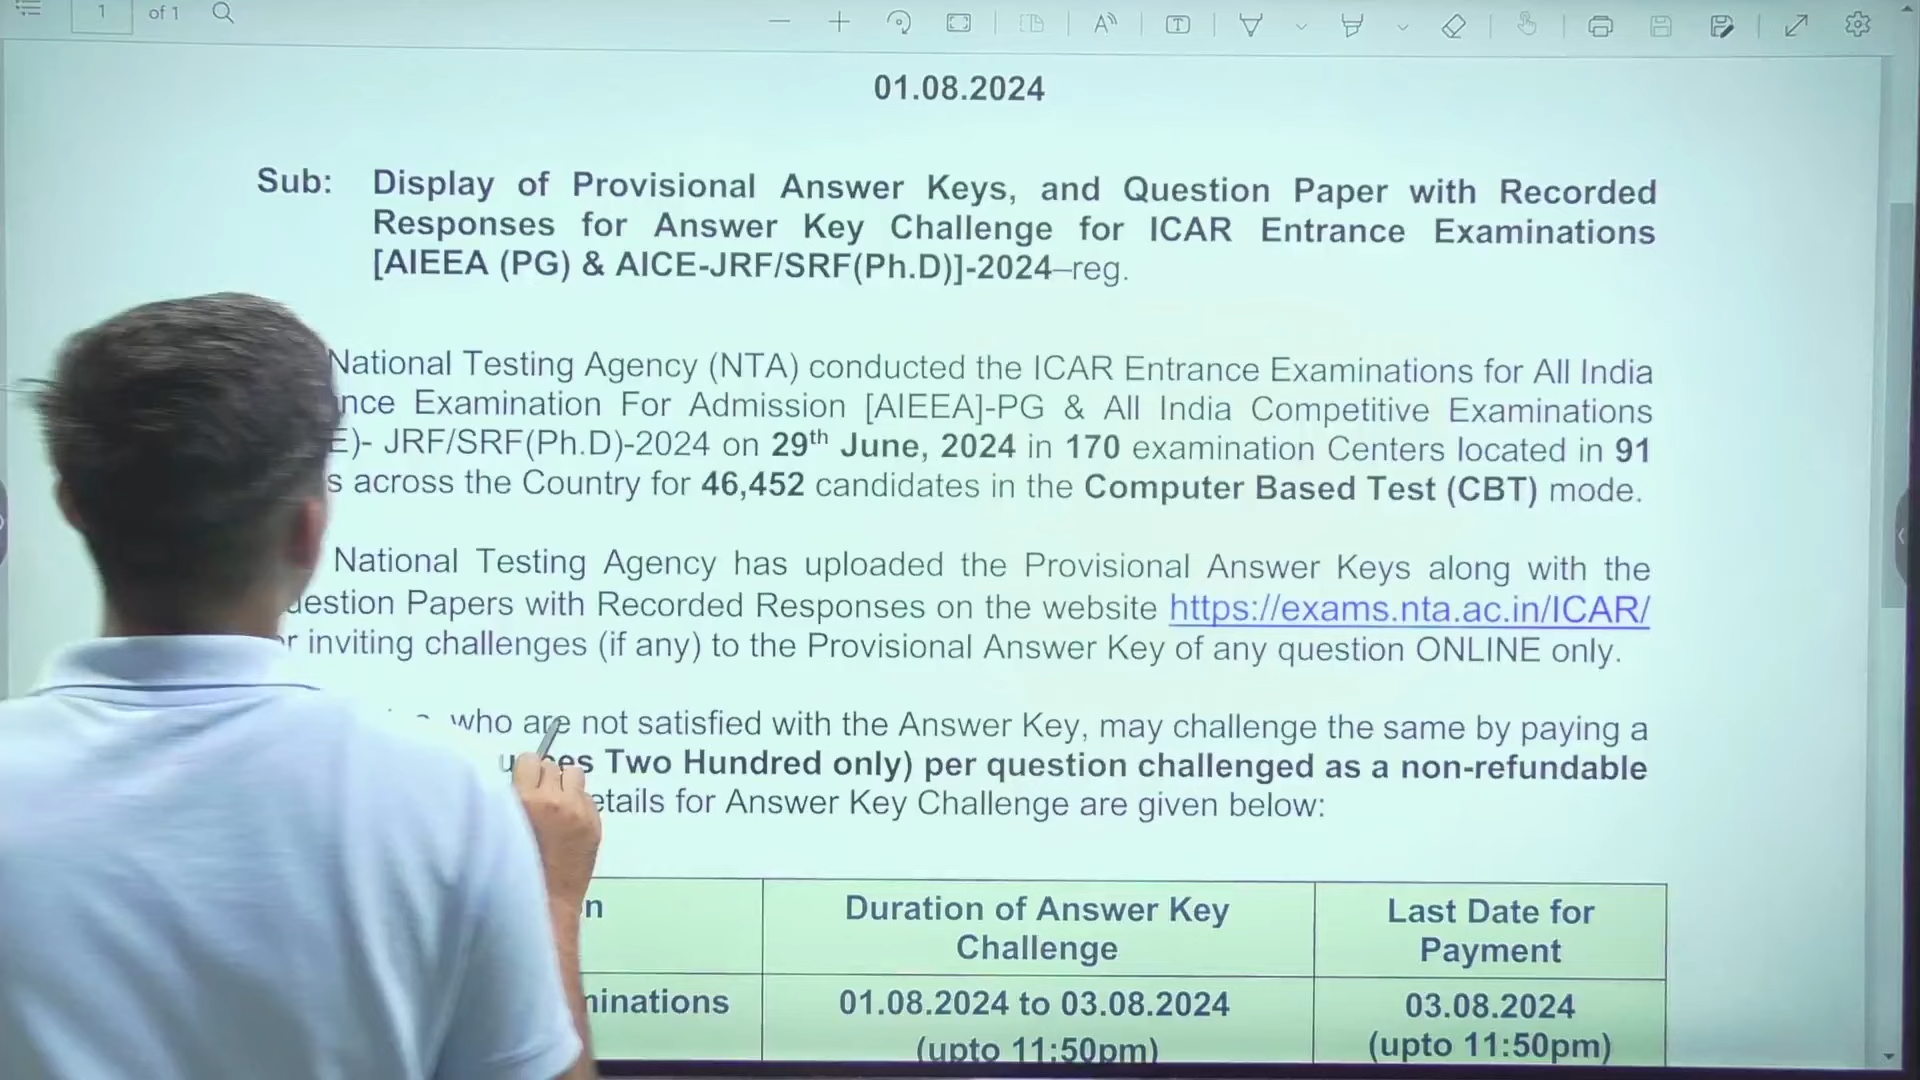 1 of 1
01.08.2024
Sub: Display of Provisional Answer Keys, and Question Paper with Recorded
Responses for Answer Key Challenge for ICAR Entrance Examinations
[AIEEA (PG) & AICE-JRF/SRF(Ph.D)]-2024–reg.
National Testing Agency (NTA) conducted the ICAR Entrance Examinations for All India
Examination For Admission [AIEEA]-PG & All India Competitive Examinations
JRF/SRF(Ph.D)-2024 on 29th June, 2024 in 170 examination Centers located in 91
across the Country for 46,452 candidates in the Computer Based Test (CBT) mode.
National Testing Agency has uploaded the Provisional Answer Keys along with the
Papers with Recorded Responses on the website https://exams.nta.ac.in/ICAR/
inviting challenges (if any) to the Provisional Answer Key of any question ONLINE only.
who are not satisfied with the Answer Key, may challenge the same by paying a
Two Hundred only) per question challenged as a non-refundable
for Answer Key Challenge are given below:
Duration of Answer Key
Challenge
Last Date for
Payment
01.08.2024 to 03.08.2024
(upto 11:50pm)
03.08.2024
(upto 11:50pm)